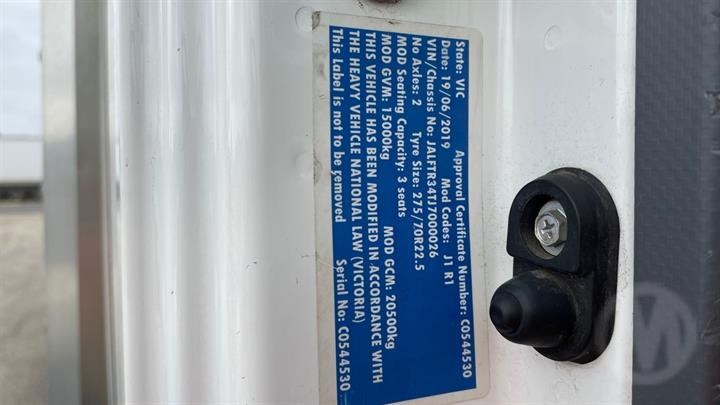 State: VIC Approval Certificate Number: C0544530
Date: 19/06/2019 Mod Codes: J1 R1
VIN/Chassis No: JALFTR34TJ7000026
No Axles: 2 Tyre Size: 275/70R22.5
MOD Seating Capacity: 3 seats
MOD GVM: 15000kg MOD GCM: 20500kg
THIS VEHICLE HAS BEEN MODIFIED IN ACCORDANCE WITH
THE HEAVY VEHICLE NATIONAL LAW (VICTORIA)
This Label is not to be removed Serial No: C0544530